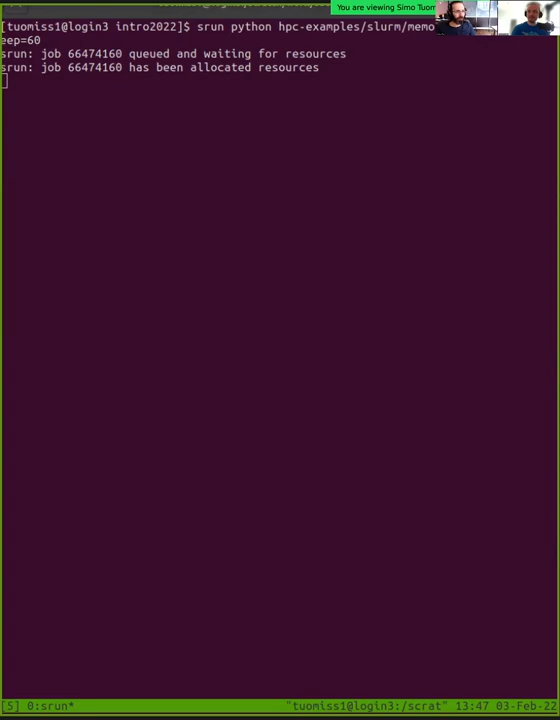 You are viewing Simo Tuom
[tuomiss1@login3 intro2022]$ srun python hpc-examples/slurm/memo
eep=60
srun: job 66474160 queued and waiting for resources
srun: job 66474160 has been allocated resources
[5] 0:srun* "tuomiss1@login3:/scrat" 13:47 03-Feb-22